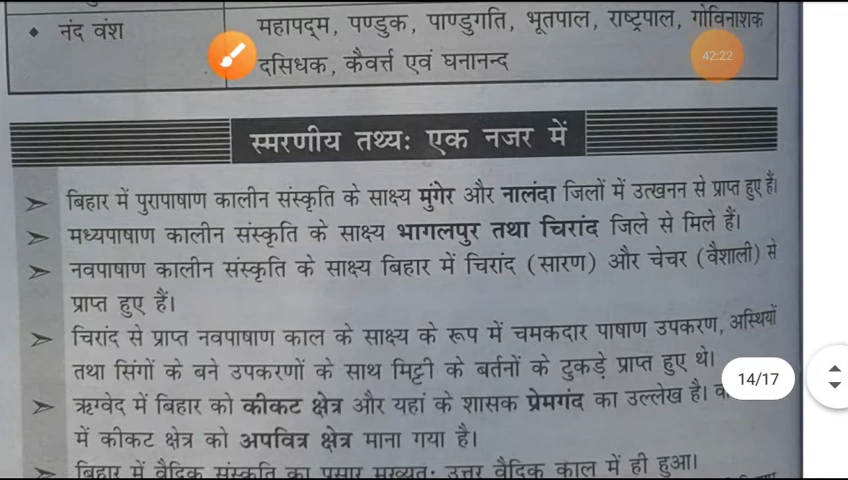 नंद वंश
महापद्म, पण्डुक, पाण्डुगति, भूतपाल, राष्ट्रपाल, गोविनाशक
दसिधक, कैवर्त्त एवं घनानन्द
42:22
स्मरणीय तथ्य: एक नजर में
बिहार में पुरापाषाण कालीन संस्कृति के साक्ष्य मुंगेर और नालंदा जिलों में उत्खनन से प्राप्त हुए हैं।
मध्यपाषाण कालीन संस्कृति के साक्ष्य भागलपुर तथा चिरांद जिले से मिले हैं।
नवपाषाण कालीन संस्कृति के साक्ष्य बिहार में चिरांद (सारण) और चेचर (वैशाली) से
प्राप्त हुए हैं।
चिरांद से प्राप्त नवपाषाण काल के साक्ष्य के रूप में चमकदार पाषाण उपकरण, अस्थियों
तथा सिंगों के बने उपकरणों के साथ मिट्टी के बर्तनों के टुकड़े प्राप्त हुए थे।
14/17
ऋग्वेद में बिहार को कीकट क्षेत्र और यहां के शासक प्रेमगंद का उल्लेख है।
में कीकट क्षेत्र को अपवित्र क्षेत्र माना गया है।
बिहार में वैदिक संस्कृति का प्रसार मुख्यतः उत्तर वैदिक काल में ही हुआ।